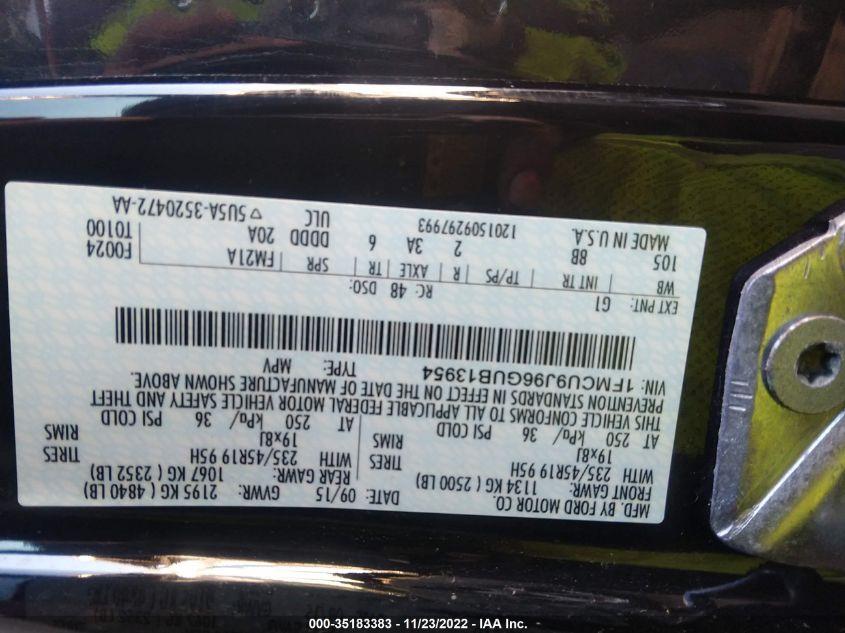 MFD. BY FORD MOTOR CO.
DATE: 09/15 GVWR: 2195 KG ( 4840 LB)
FRONT GAWR: 1134 KG ( 2500 LB) REAR GAWR: 1067 KG ( 2352 LB)
WITH 235/45R19 95H TIRES WITH 235/45R19 95H TIRES
19x8J RIMS 19x8J RIMS
AT 250 kPa/ 36 PSI COLD AT 250 kPa/ 36 PSI COLD
THIS VEHICLE CONFORMS TO ALL APPLICABLE FEDERAL MOTOR VEHICLE SAFETY AND THEFT
PREVENTION STANDARDS IN EFFECT ON THE DATE OF MANUFACTURE SHOWN ABOVE.
VIN: 1FMCU9J96GUB13954 TYPE: MPV
EXT PNT: G1 RC: 48 DSO:
WB INT TR TP/PS R AXLE TR SPR FM21A F0024
105 8B 2 3A 6 DDDD 20A T0100
MADE IN U.S.A. 1201509297993 ULC ▽ 5U5A-3520472-AA
000-35183383 - 11/23/2022 - IAA Inc.